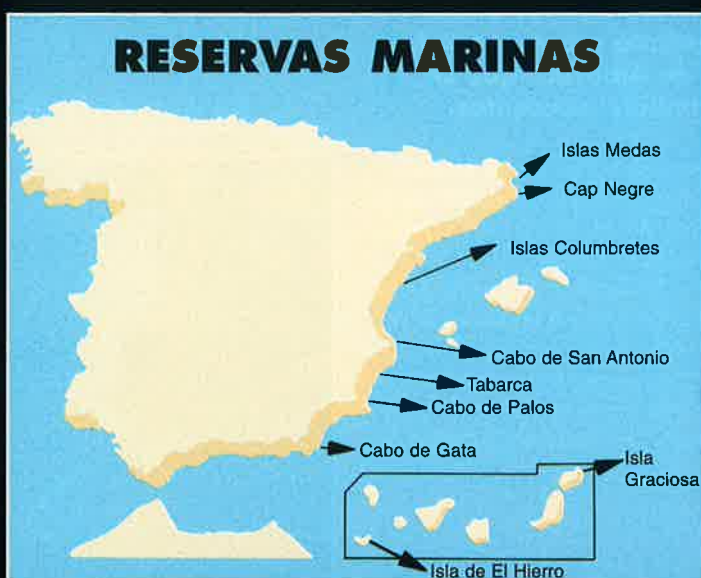 RESERVAS MARINAS
Islas Medas
Cap Negre
Islas Columbretes
Cabo de San Antonio
Tabarca
Cabo de Palos
Cabo de Gata
Isla
Graciosa
Isla de El Hierro